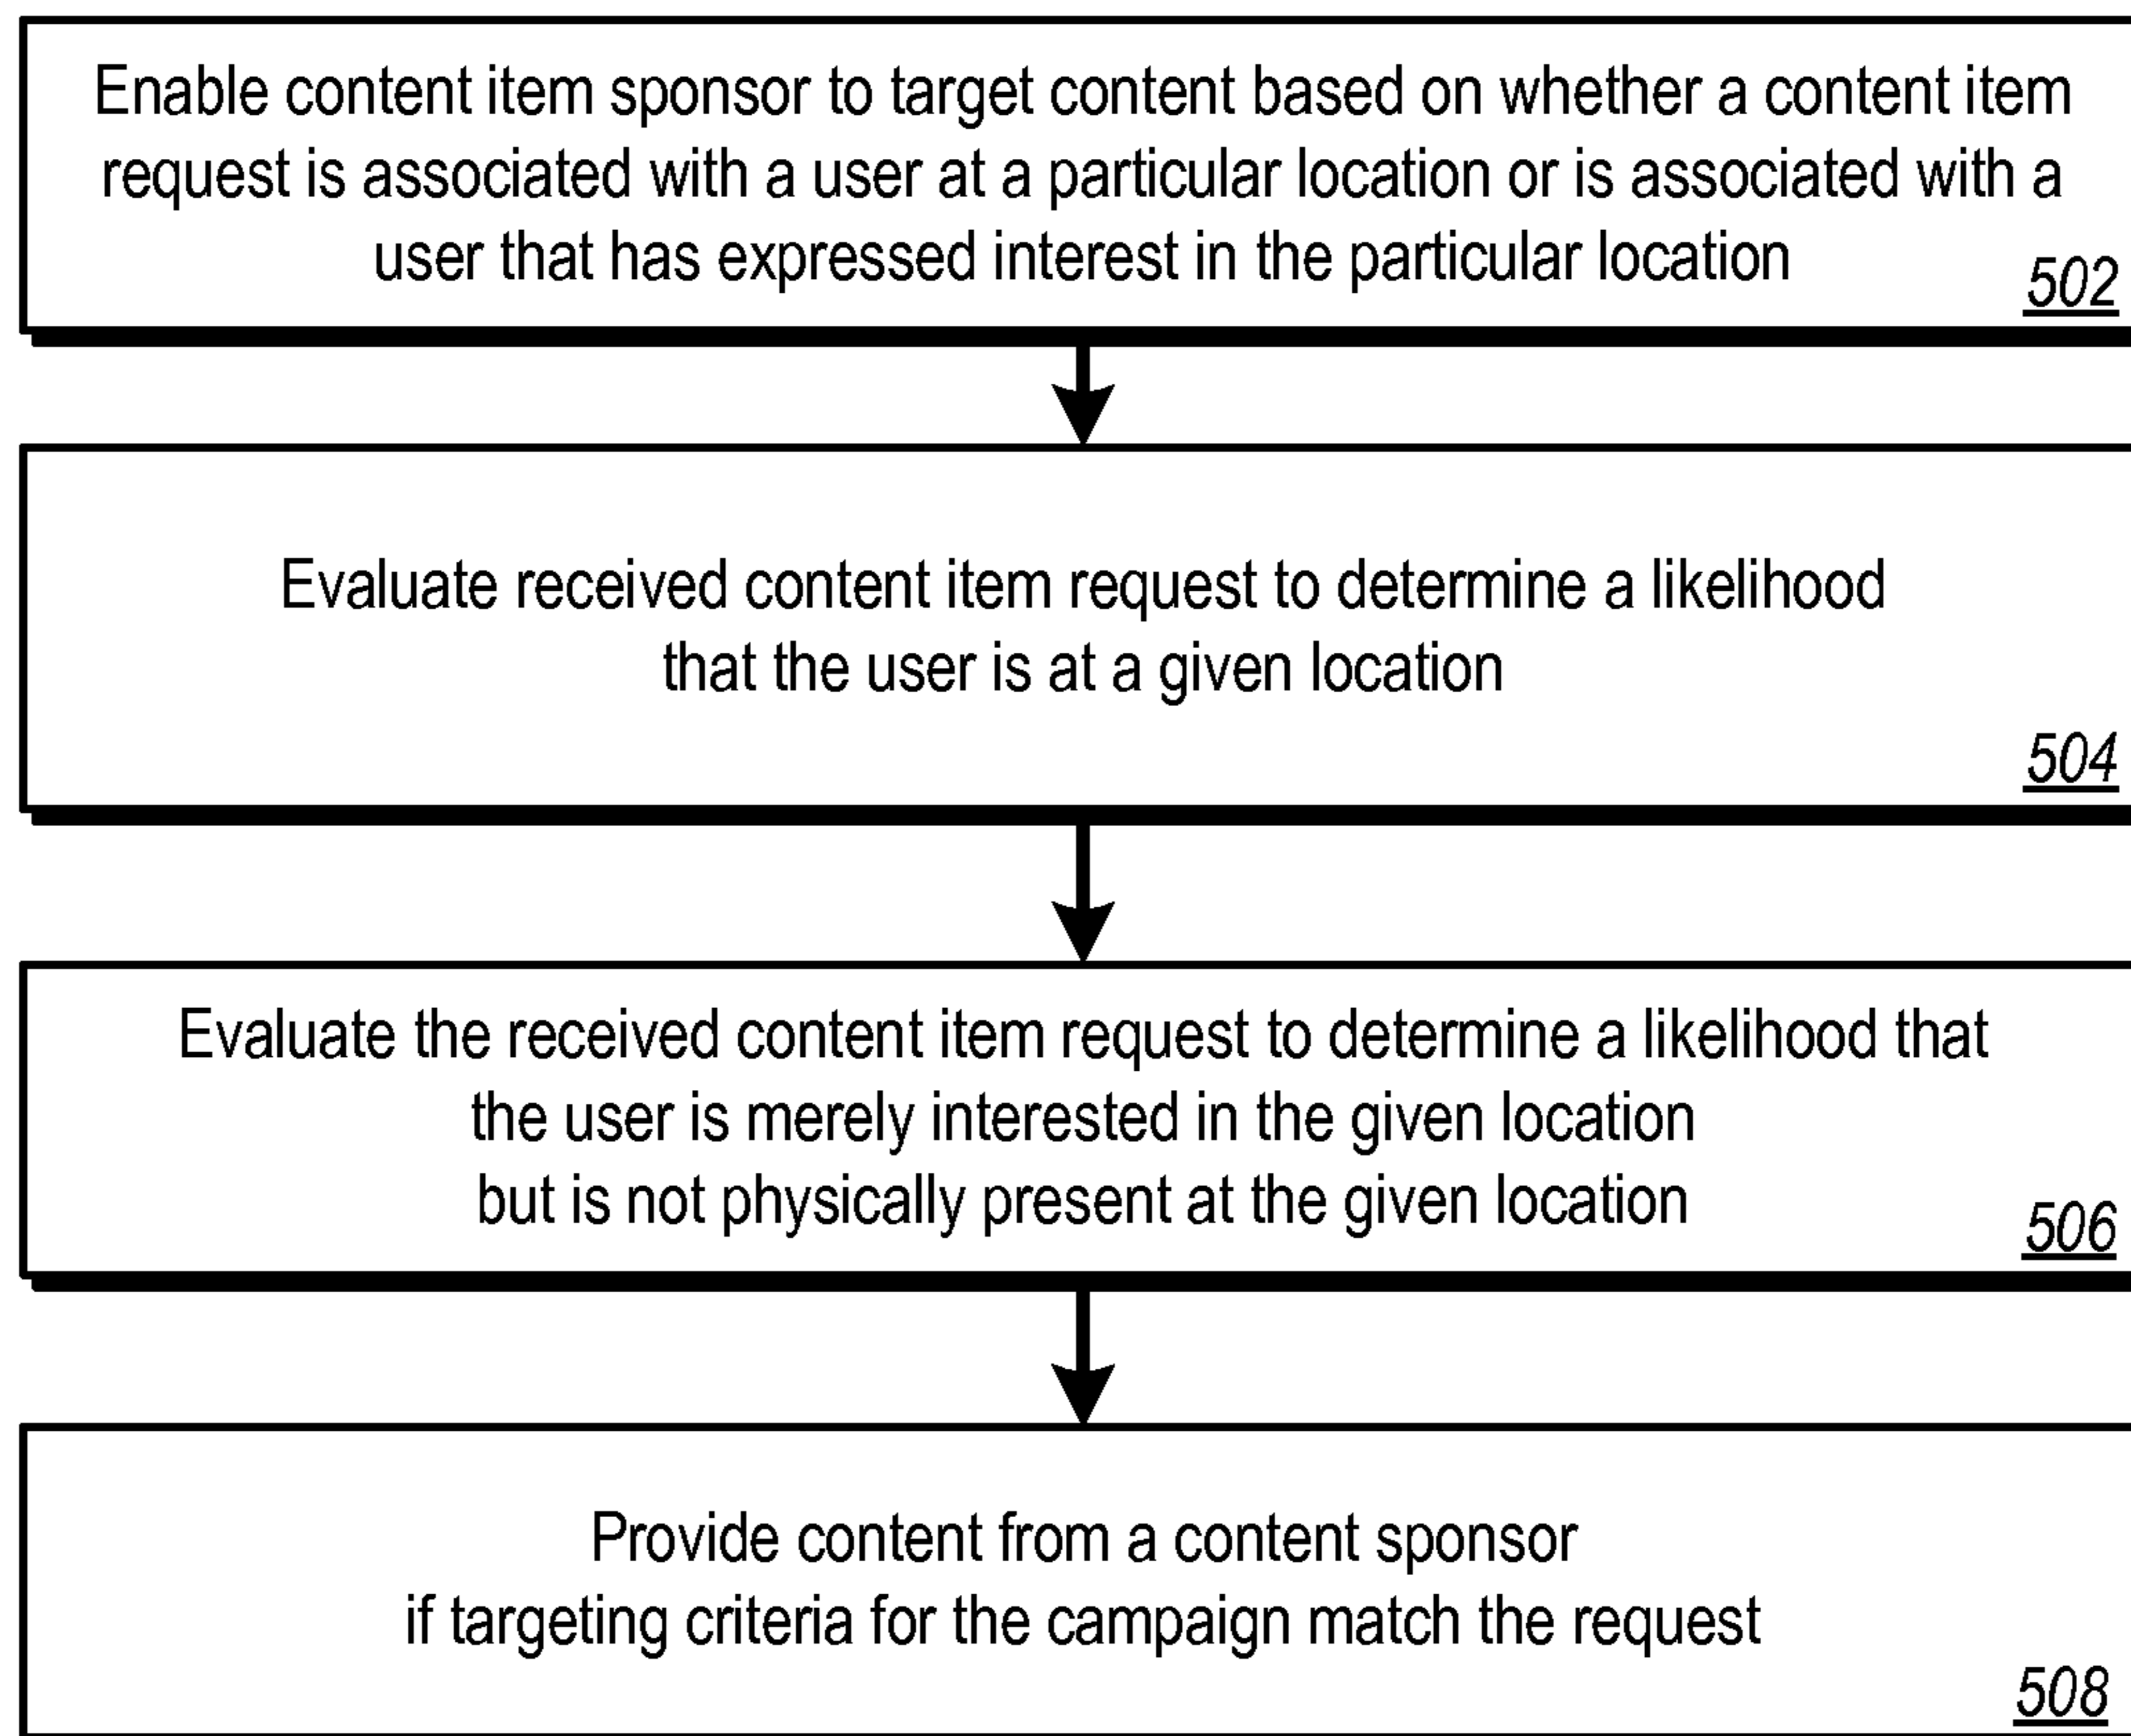 Enable content item sponsor to target content based on whether a content item
request is associated with a user at a particular location or is associated with a
user that has expressed interest in the particular location
502
Evaluate received content item request to determine a likelihood
that the user is at a given location
504
Evaluate the received content item request to determine a likelihood that
the user is merely interested in the given location
but is not physically present at the given location
506
Provide content from a content sponsor
if targeting criteria for the campaign match the request
508